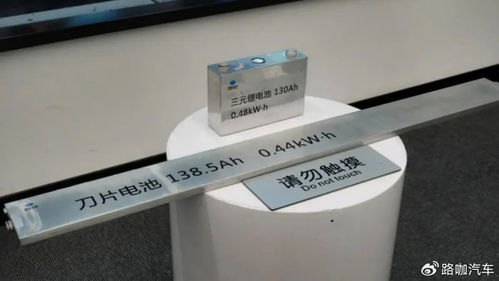 三元锂电池 130Ah
0.48kW·h
刀片电池 138.5Ah 0.44kW·h
请勿触摸
Do not touch
路咖汽车